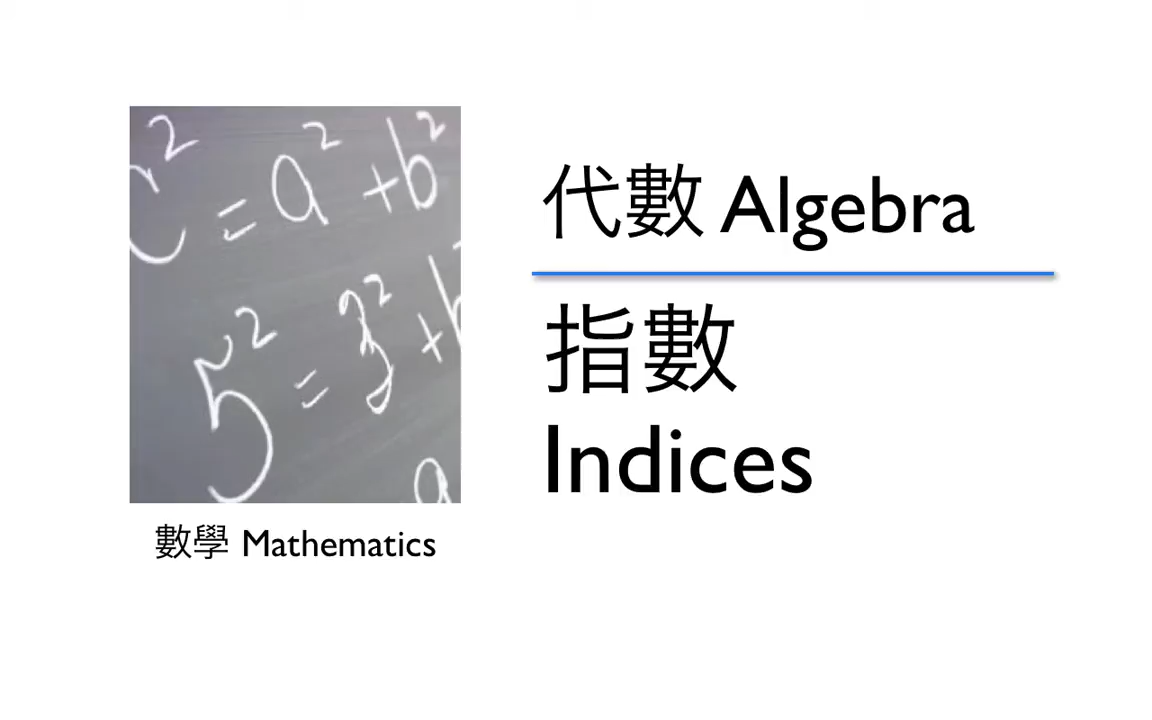 c² = a² + b²
5² = 3² + b
a
數學 Mathematics
代數 Algebra
指數
Indices